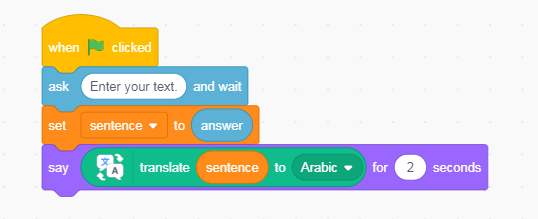 when clicked
ask Enter your text. and wait
set sentence to answer
say 文 A translate sentence to Arabic for 2 seconds